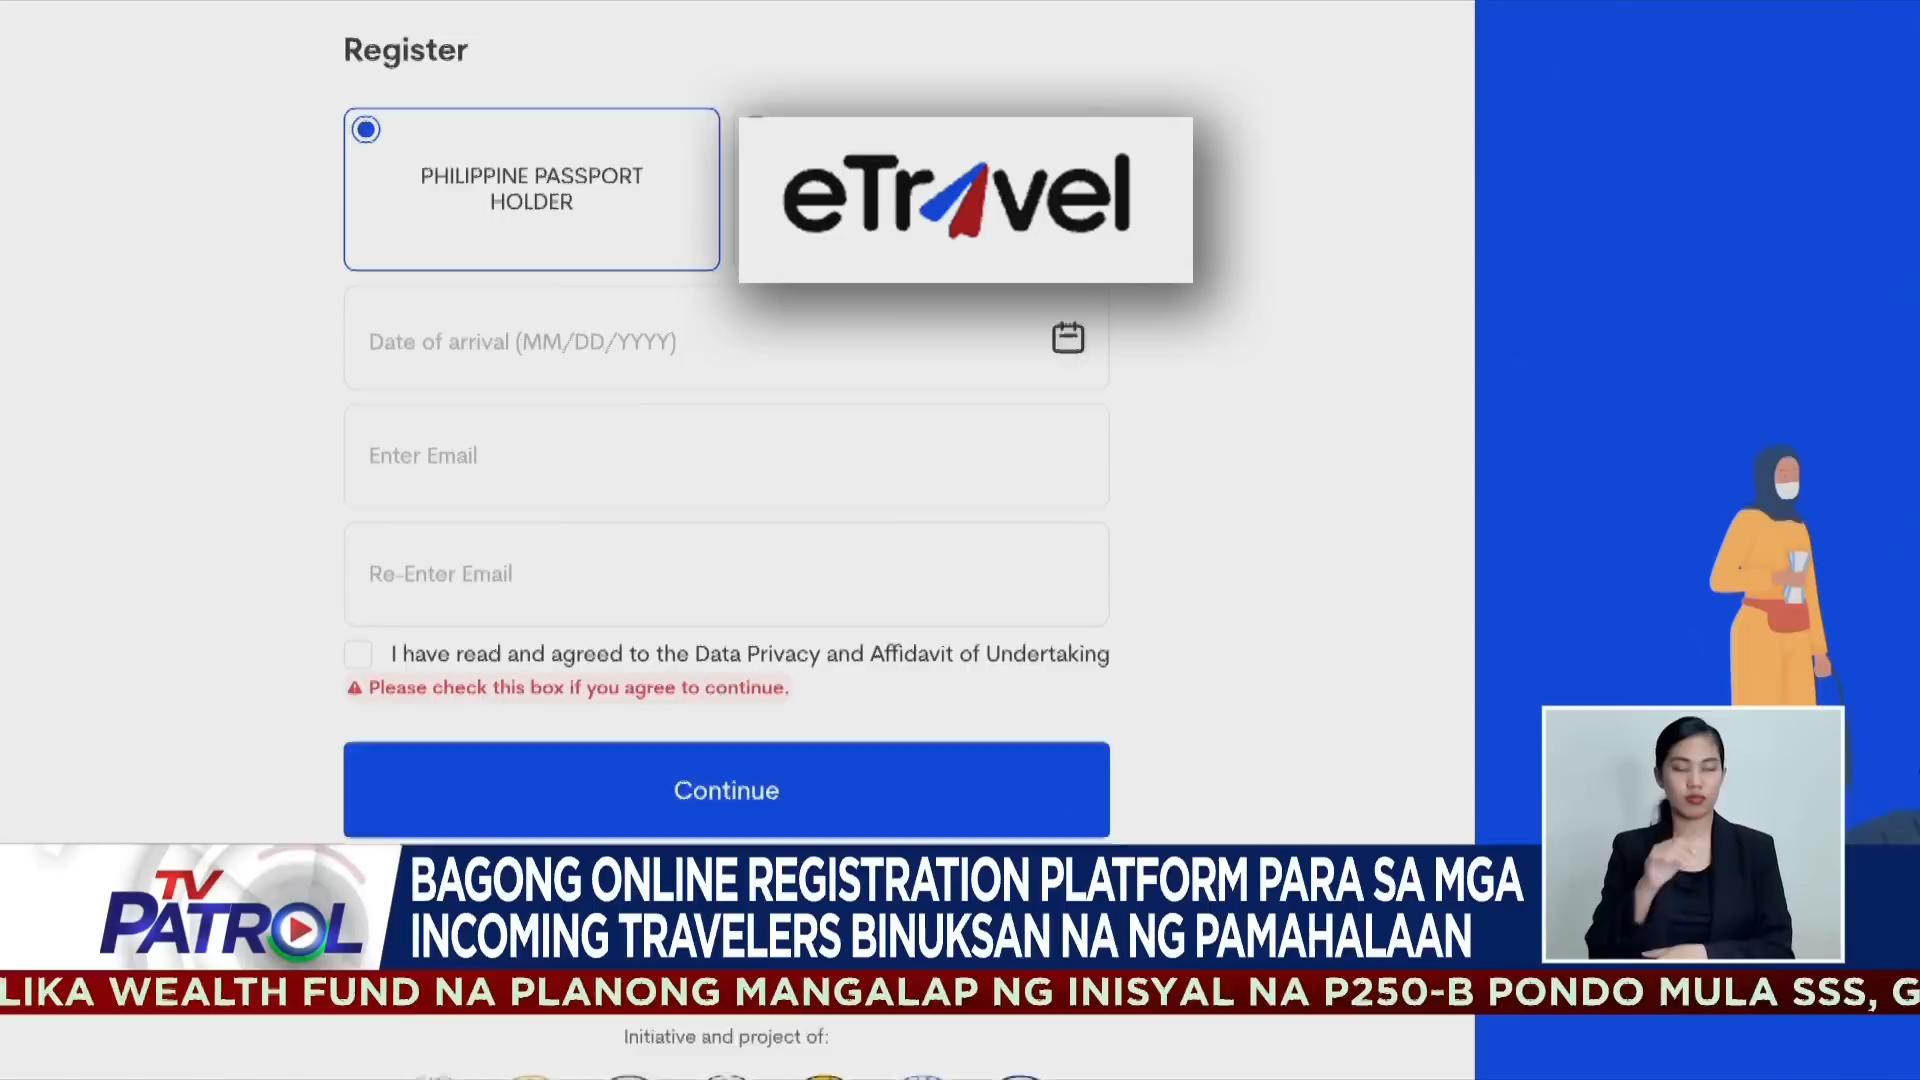 Register
PHILIPPINE PASSPORT
HOLDER
eTravel
Date of arrival (MM/DD/YYYY)
Enter Email
Re-Enter Email
I have read and agreed to the Data Privacy and Affidavit of Undertaking
Please check this box if you agree to continue.
Continue
TV
PATROL
BAGONG ONLINE REGISTRATION PLATFORM PARA SA MGA
INCOMING TRAVELERS BINUKSAN NA NG PAMAHALAAN
LIKA WEALTH FUND NA PLANONG MANGALAP NG INISYAL NA P250-B PONDO MULA SSS, G
Initiative and project of: